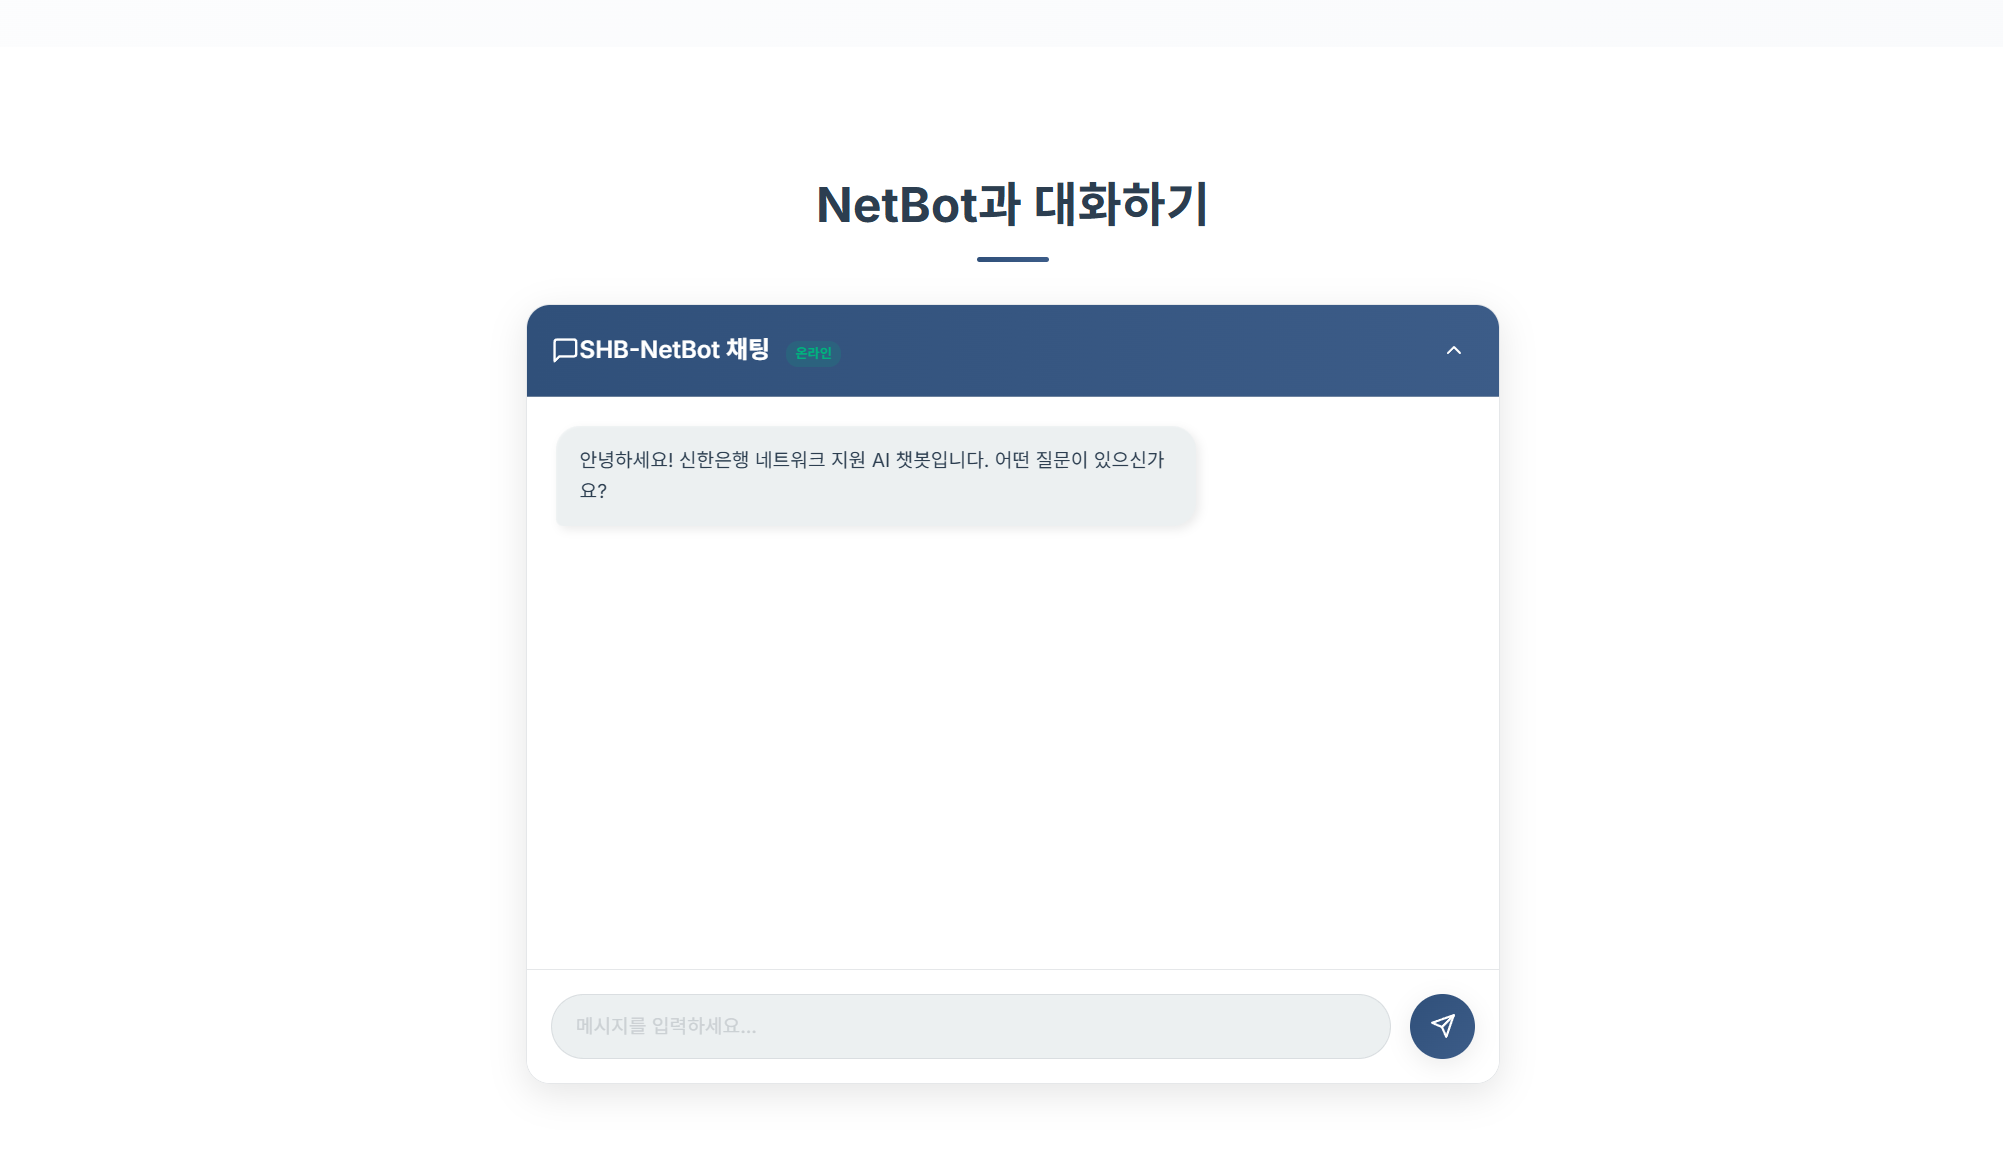 NetBot과 대화하기
SHB-NetBot 채팅 온라인
안녕하세요! 신한은행 네트워크 지원 AI 챗봇입니다. 어떤 질문이 있으신가
요?
메시지를 입력하세요...